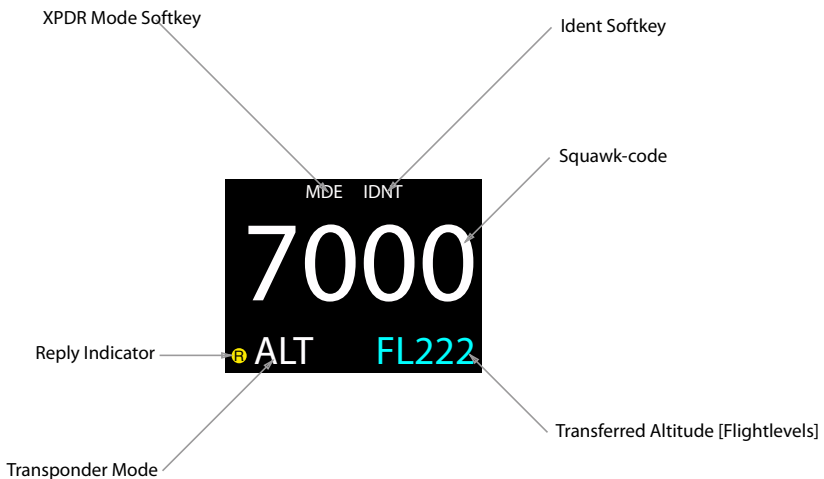 XPDR Mode Softkey
Ident Softkey
Squawk-code
MDE IDNT
7000
Reply Indicator
R ALT FL222
Transferred Altitude [Flightlevels]
Transponder Mode